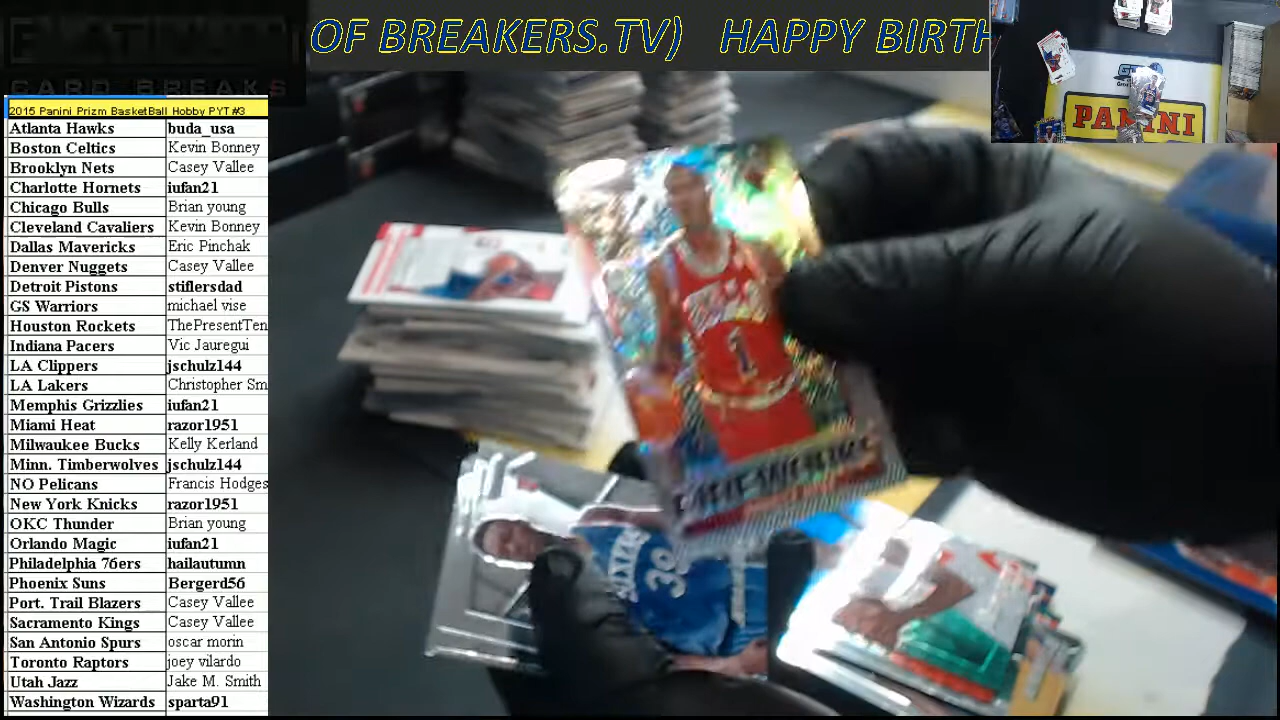 PLATINUM
CARD BREAKS
OF BREAKERS.TV) HAPPY BIRTH
PANINI
2015 Panini Prizm BasketBall Hobby PYT #3
Atlanta Hawks buda_usa
Boston Celtics Kevin Bonney
Brooklyn Nets Casey Vallee
Charlotte Hornets iufan21
Chicago Bulls Brian young
Cleveland Cavaliers Kevin Bonney
Dallas Mavericks Eric Pinchak
Denver Nuggets Casey Vallee
Detroit Pistons stiflersdad
GS Warriors michael vise
Houston Rockets ThePresentTen
Indiana Pacers Vic Jauregui
LA Clippers jschulz144
LA Lakers Christopher Sm
Memphis Grizzlies iufan21
Miami Heat razor1951
Milwaukee Bucks Kelly Kerland
Minn. Timberwolves jschulz144
NO Pelicans Francis Hodges
New York Knicks razor1951
OKC Thunder Brian young
Orlando Magic iufan21
Philadelphia 76ers hailautumn
Phoenix Suns Bergerd56
Port. Trail Blazers Casey Vallee
Sacramento Kings Casey Vallee
San Antonio Spurs oscar morin
Toronto Raptors joey vilardo
Utah Jazz Jake M. Smith
Washington Wizards sparta91
1
SIXERS
30